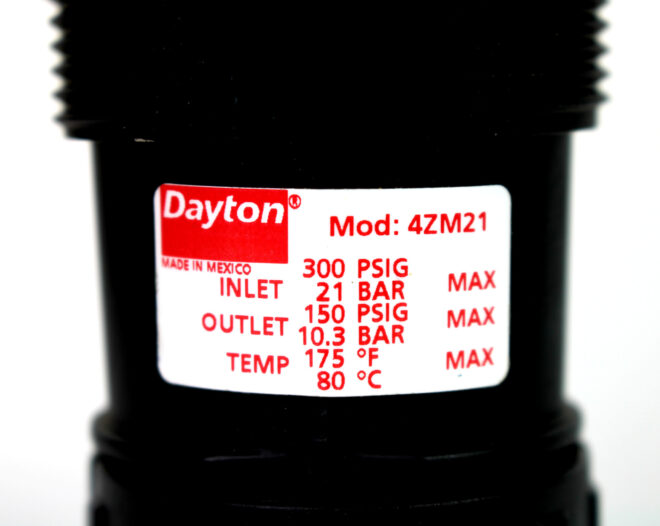 Dayton®
Mod: 4ZM21
MADE IN MEXICO
300 PSIG
INLET 21 BAR MAX
150 PSIG
OUTLET 10.3 BAR MAX
TEMP 175 °F MAX
80 °C